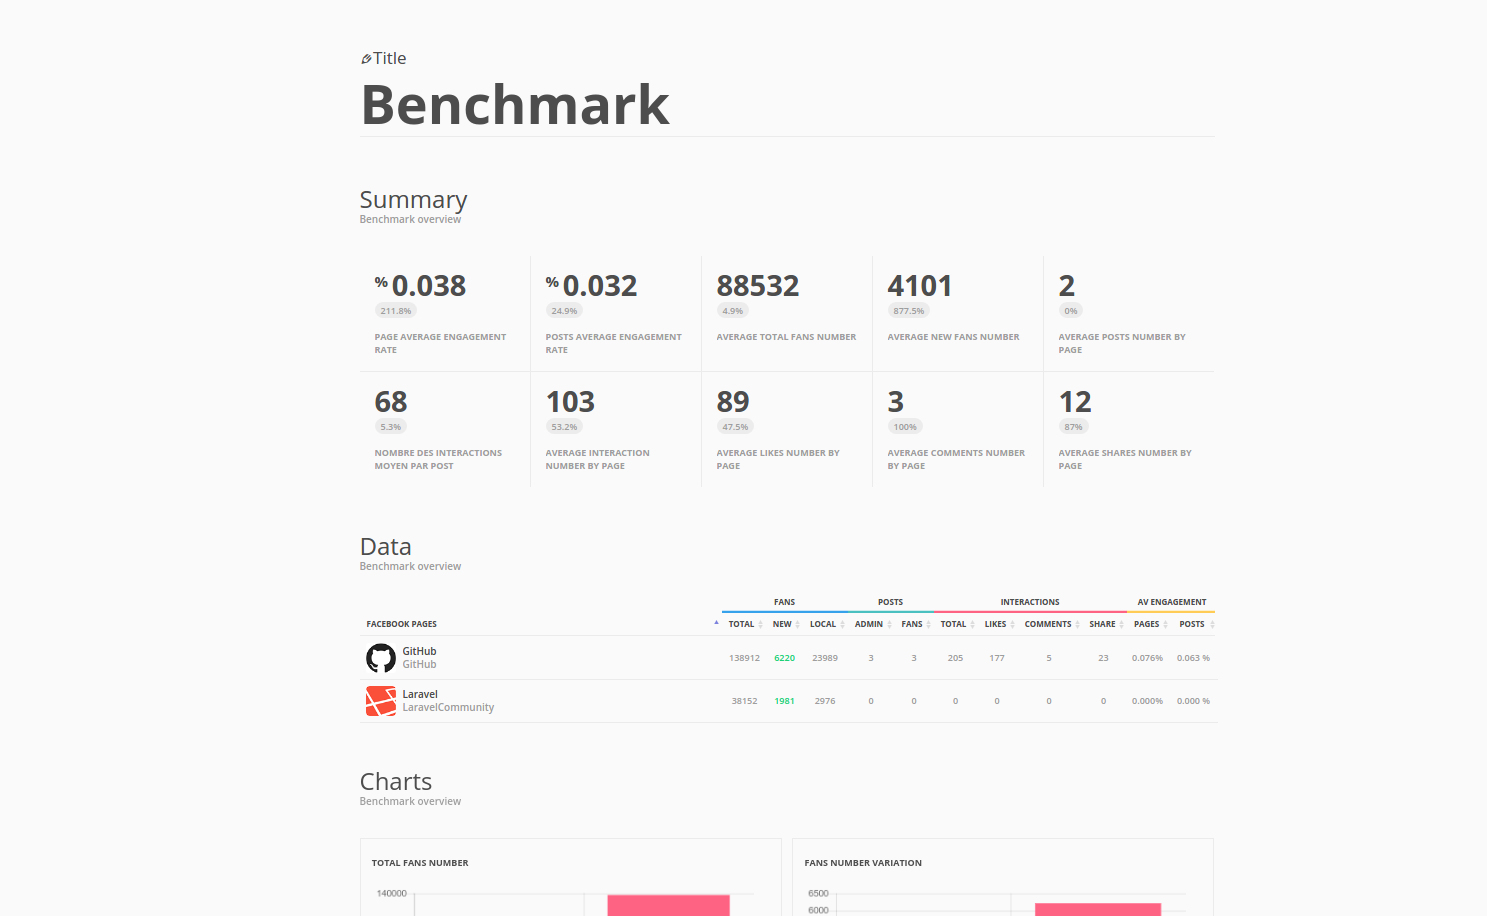 Title
Benchmark
Summary
Benchmark overview
% 0.038
211.8%
PAGE AVERAGE ENGAGEMENT
RATE
% 0.032
24.9%
POSTS AVERAGE ENGAGEMENT
RATE
88532
4.9%
AVERAGE TOTAL FANS NUMBER
4101
877.5%
AVERAGE NEW FANS NUMBER
2
0%
AVERAGE POSTS NUMBER BY
PAGE
68
5.3%
NOMBRE DES INTERACTIONS
MOYEN PAR POST
103
53.2%
AVERAGE INTERACTION
NUMBER BY PAGE
89
47.5%
AVERAGE LIKES NUMBER BY
PAGE
3
100%
AVERAGE COMMENTS NUMBER
BY PAGE
12
87%
AVERAGE SHARES NUMBER BY
PAGE
Data
Benchmark overview
FANS POSTS INTERACTIONS AV ENGAGEMENT
FACEBOOK PAGES TOTAL NEW LOCAL ADMIN FANS TOTAL LIKES COMMENTS SHARE PAGES POSTS
GitHub
GitHub
138912 6220 23989 3 3 205 177 5 23 0.076% 0.063 %
Laravel
LaravelCommunity
38152 1981 2976 0 0 0 0 0 0 0.000% 0.000 %
Charts
Benchmark overview
TOTAL FANS NUMBER
140000
FANS NUMBER VARIATION
6500
6000